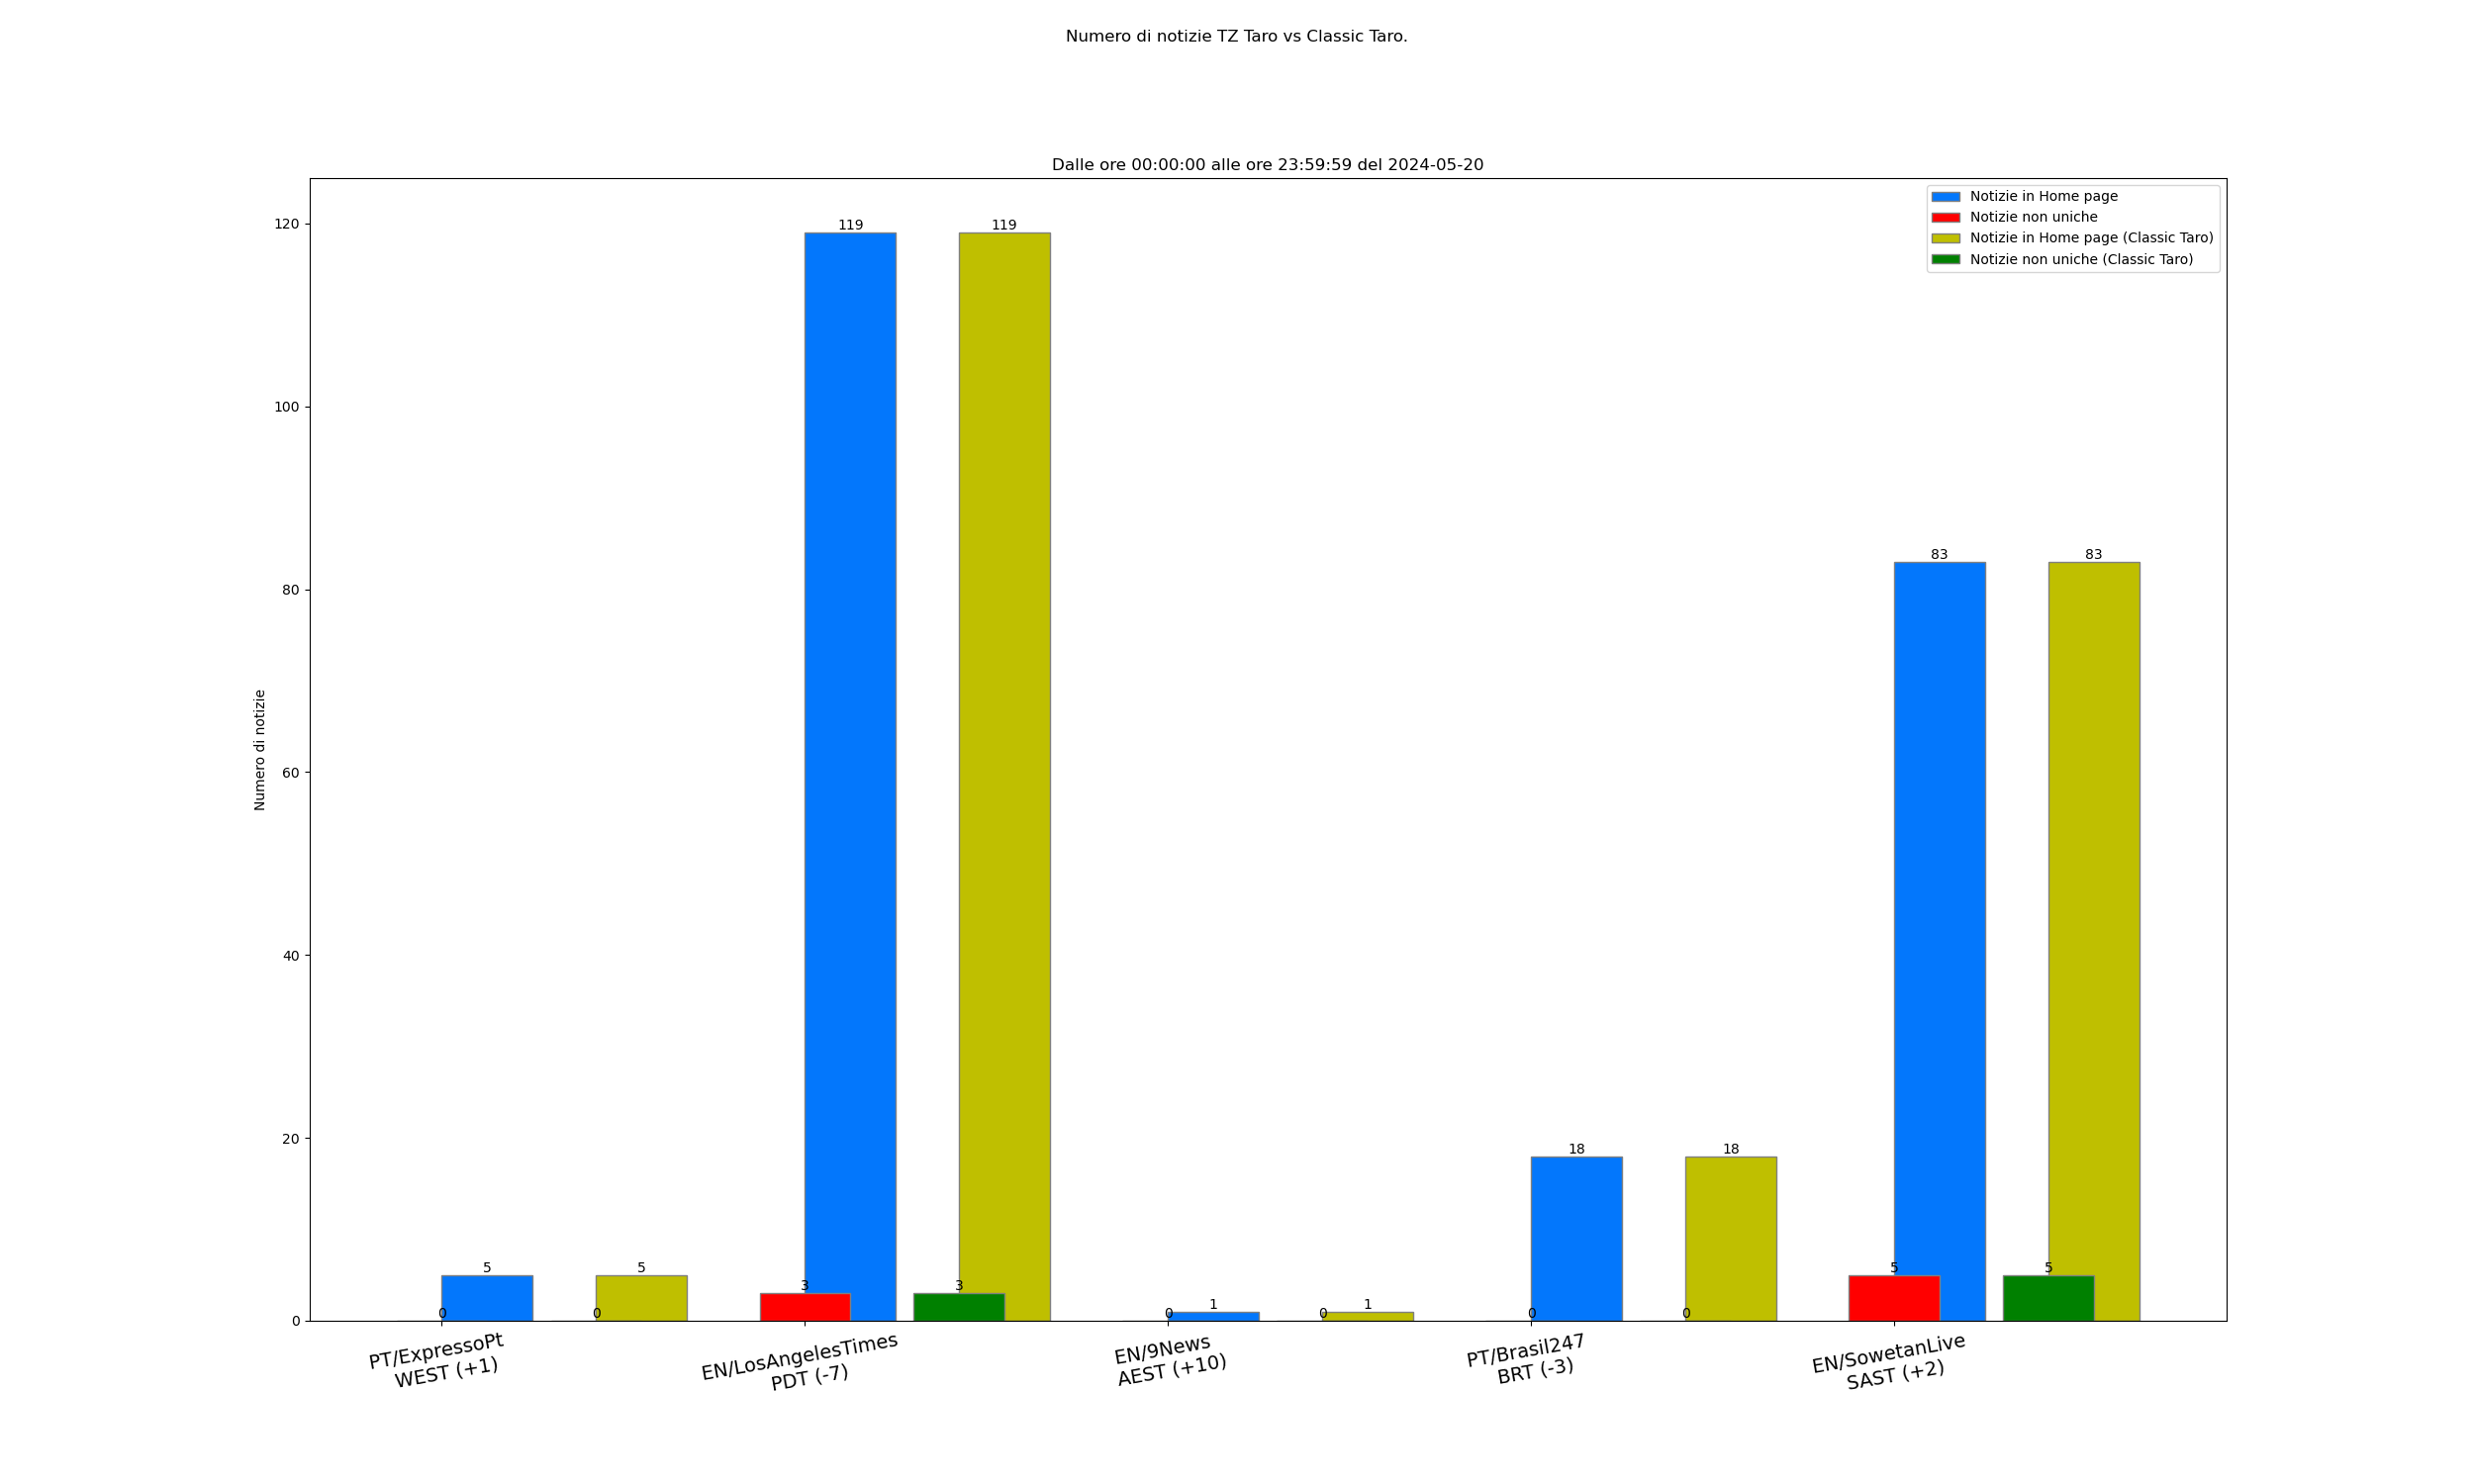 Numero di notizie TZ Taro vs Classic Taro.
Dalle ore 00:00:00 alle ore 23:59:59 del 2024-05-20
Notizie in Home page
Notizie non uniche
Notizie in Home page (Classic Taro)
Notizie non uniche (Classic Taro)
Numero di notizie
120
100
80
60
40
20
0
119
119
83
83
18
18
5
5
0
0
3
3
1
1
0
0
0
0
5
5
PT/ExpressoPt
WEST (+1)
EN/LosAngelesTimes
PDT (-7)
EN/9News
AEST (+10)
PT/Brasil247
BRT (-3)
EN/SowetanLive
SAST (+2)